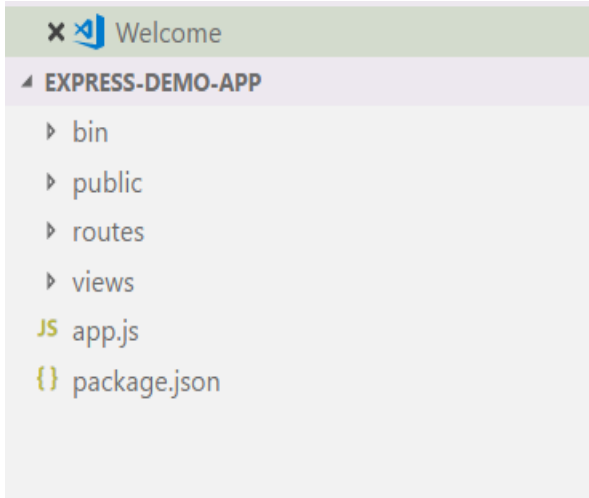 Welcome
EXPRESS-DEMO-APP
bin
public
routes
views
JS app.js
{} package.json